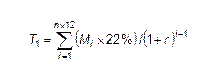 T₁ = ∑_{i=1}^{n×12} (Mᵢ × 22%)/(1+r)^{i−1}